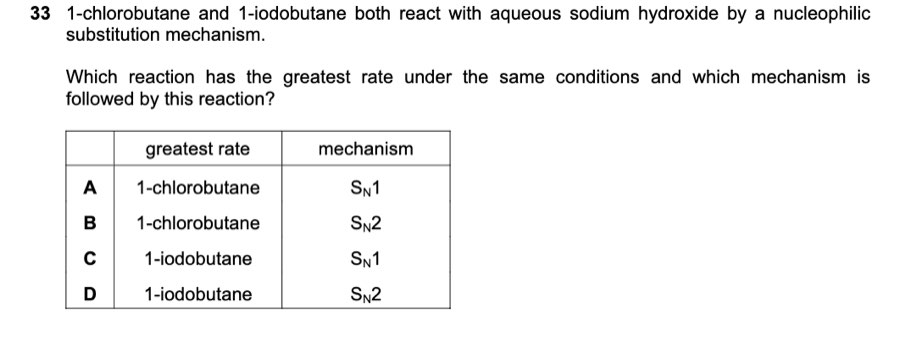 33 1-chlorobutane and 1-iodobutane both react with aqueous sodium hydroxide by a nucleophilic
substitution mechanism.
Which reaction has the greatest rate under the same conditions and which mechanism is
followed by this reaction?
greatest rate mechanism
A 1-chlorobutane SN1
B 1-chlorobutane SN2
C 1-iodobutane SN1
D 1-iodobutane SN2